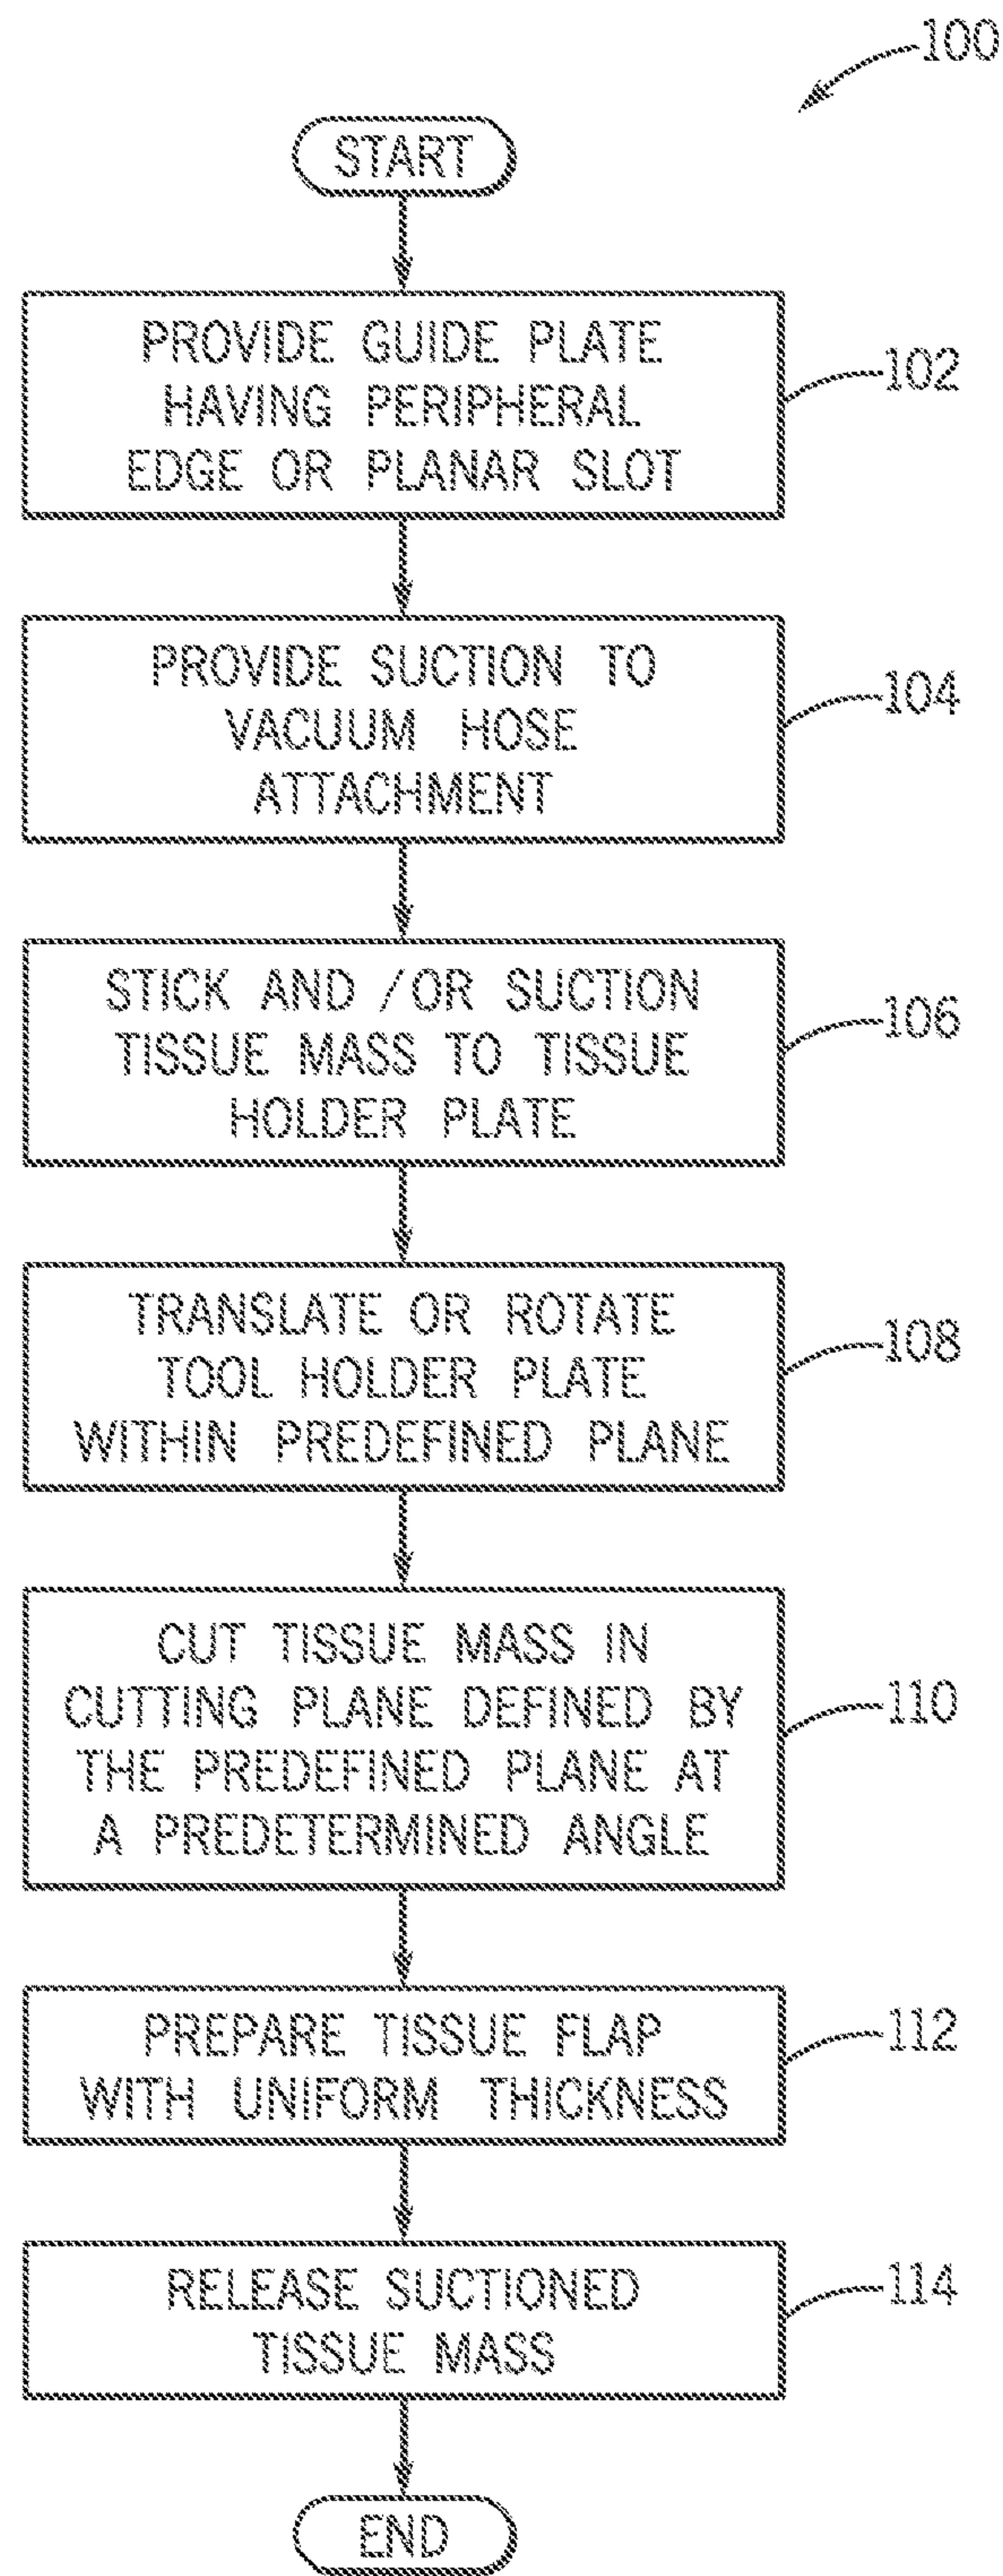 100
START
PROVIDE GUIDE PLATE
HAVING PERIPHERAL
EDGE OR PLANAR SLOT
102
PROVIDE SUCTION TO
VACUUM HOSE
ATTACHMENT
104
STICK AND /OR SUCTION
TISSUE MASS TO TISSUE
HOLDER PLATE
106
TRANSLATE OR ROTATE
TOOL HOLDER PLATE
WITHIN PREDEFINED PLANE
108
CUT TISSUE MASS IN
CUTTING PLANE DEFINED BY
THE PREDEFINED PLANE AT
A PREDETERMINED ANGLE
110
PREPARE TISSUE FLAP
WITH UNIFORM THICKNESS
112
RELEASE SUCTIONED
TISSUE MASS
114
END